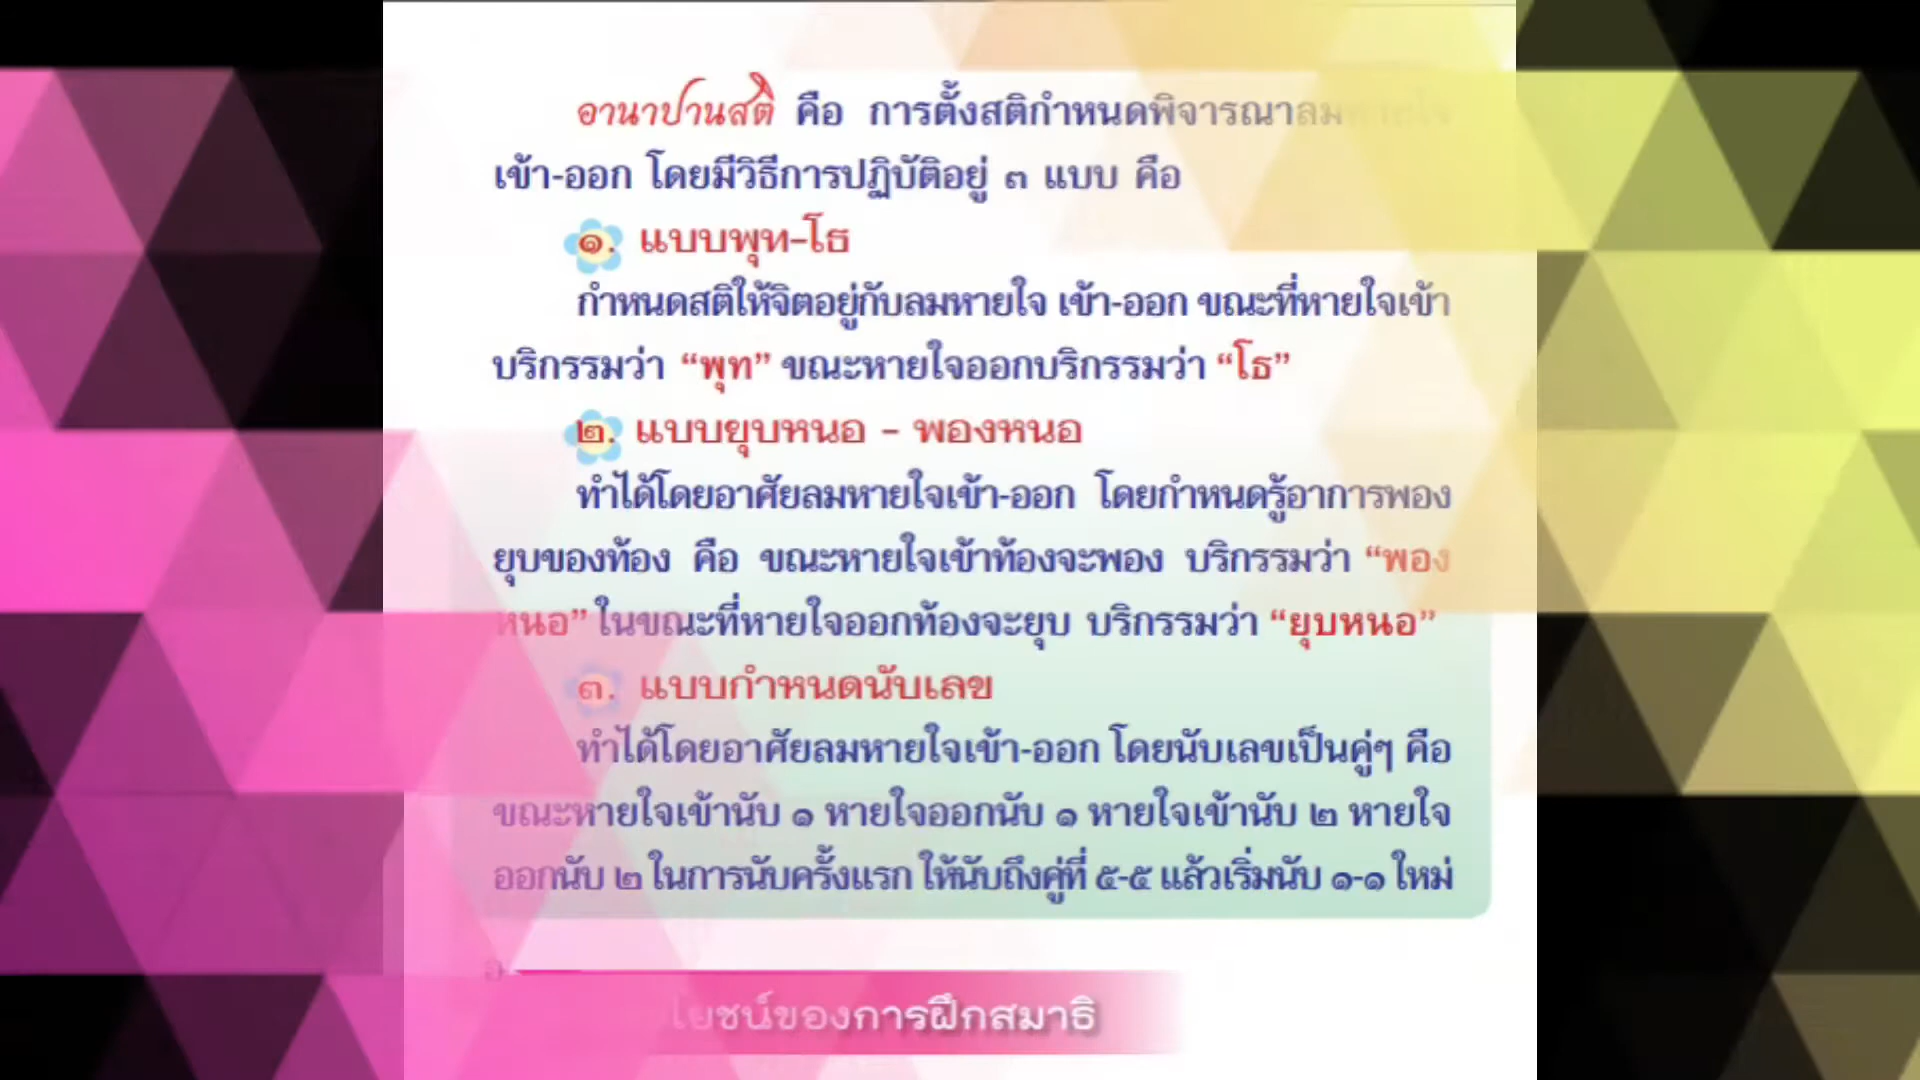 อานาปานสติ คือ การตั้งสติกำหนดพิจารณาลมหายใจ
เข้า-ออก โดยมีวิธีการปฏิบัติอยู่ ๓ แบบ คือ
๑. แบบพุท-โธ
กำหนดสติให้จิตอยู่กับลมหายใจ เข้า-ออก ขณะที่หายใจเข้า
บริกรรมว่า “พุท” ขณะหายใจออกบริกรรมว่า “โธ”
๒. แบบยุบหนอ - พองหนอ
ทำได้โดยอาศัยลมหายใจเข้า-ออก โดยกำหนดรู้อาการพอง
ยุบของท้อง คือ ขณะหายใจเข้าท้องจะพอง บริกรรมว่า “พอง
หนอ” ในขณะที่หายใจออกท้องจะยุบ บริกรรมว่า “ยุบหนอ”
๓. แบบกำหนดนับเลข
ทำได้โดยอาศัยลมหายใจเข้า-ออก โดยนับเลขเป็นคู่ๆ คือ
ขณะหายใจเข้านับ ๑ หายใจออกนับ ๑ หายใจเข้านับ ๒ หายใจ
ออกนับ ๒ ในการนับครั้งแรก ให้นับถึงคู่ที่ ๕-๕ แล้วเริ่มนับ ๑-๑ ใหม่
โยชน์ของการฝึกสมาธิ